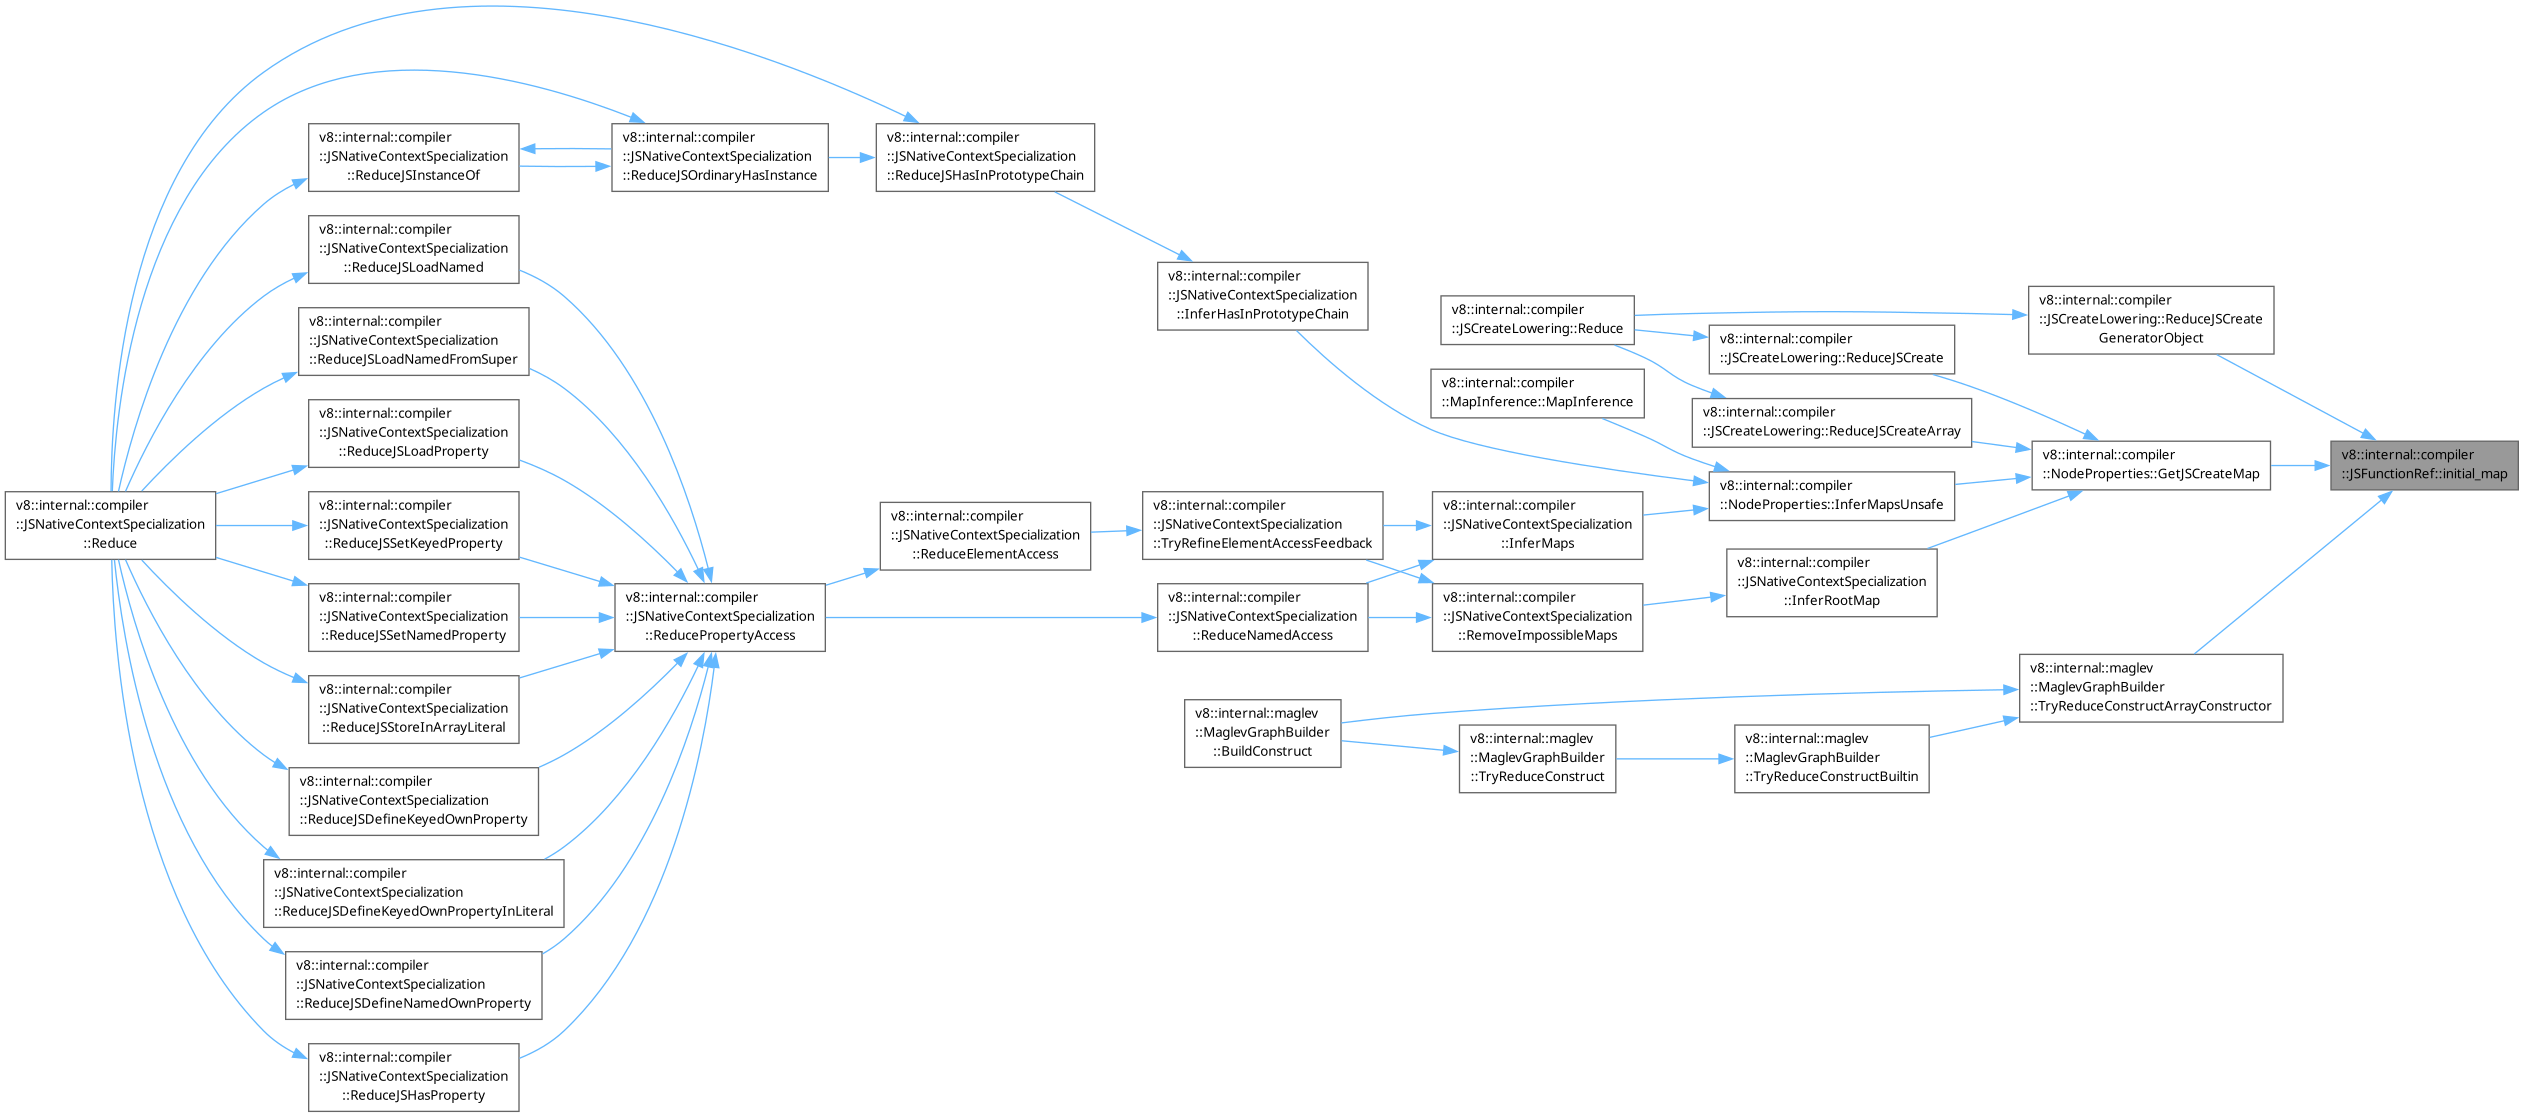 v8::internal::compiler
::JSNativeContextSpecialization
::Reduce
v8::internal::compiler
::JSNativeContextSpecialization
::ReduceJSInstanceOf
v8::internal::compiler
::JSNativeContextSpecialization
::ReduceJSLoadNamed
v8::internal::compiler
::JSNativeContextSpecialization
::ReduceJSLoadNamedFromSuper
v8::internal::compiler
::JSNativeContextSpecialization
::ReduceJSLoadProperty
v8::internal::compiler
::JSNativeContextSpecialization
::ReduceJSSetKeyedProperty
v8::internal::compiler
::JSNativeContextSpecialization
::ReduceJSSetNamedProperty
v8::internal::compiler
::JSNativeContextSpecialization
::ReduceJSStoreInArrayLiteral
v8::internal::compiler
::JSNativeContextSpecialization
::ReduceJSDefineKeyedOwnProperty
v8::internal::compiler
::JSNativeContextSpecialization
::ReduceJSDefineKeyedOwnPropertyInLiteral
v8::internal::compiler
::JSNativeContextSpecialization
::ReduceJSDefineNamedOwnProperty
v8::internal::compiler
::JSNativeContextSpecialization
::ReduceJSHasProperty
v8::internal::compiler
::JSNativeContextSpecialization
::ReduceJSOrdinaryHasInstance
v8::internal::compiler
::JSNativeContextSpecialization
::ReducePropertyAccess
v8::internal::compiler
::JSNativeContextSpecialization
::ReduceJSHasInPrototypeChain
v8::internal::compiler
::JSNativeContextSpecialization
::ReduceElementAccess
v8::internal::compiler
::JSNativeContextSpecialization
::InferHasInPrototypeChain
v8::internal::compiler
::JSNativeContextSpecialization
::TryRefineElementAccessFeedback
v8::internal::compiler
::JSNativeContextSpecialization
::ReduceNamedAccess
v8::internal::maglev
::MaglevGraphBuilder
::BuildConstruct
v8::internal::compiler
::JSCreateLowering::Reduce
v8::internal::compiler
::MapInference::MapInference
v8::internal::compiler
::JSNativeContextSpecialization
::InferMaps
v8::internal::compiler
::JSNativeContextSpecialization
::RemoveImpossibleMaps
v8::internal::maglev
::MaglevGraphBuilder
::TryReduceConstruct
v8::internal::compiler
::JSCreateLowering::ReduceJSCreate
v8::internal::compiler
::JSCreateLowering::ReduceJSCreateArray
v8::internal::compiler
::NodeProperties::InferMapsUnsafe
v8::internal::compiler
::JSNativeContextSpecialization
::InferRootMap
v8::internal::maglev
::MaglevGraphBuilder
::TryReduceConstructBuiltin
v8::internal::compiler
::JSCreateLowering::ReduceJSCreate
GeneratorObject
v8::internal::compiler
::NodeProperties::GetJSCreateMap
v8::internal::maglev
::MaglevGraphBuilder
::TryReduceConstructArrayConstructor
v8::internal::compiler
::JSFunctionRef::initial_map